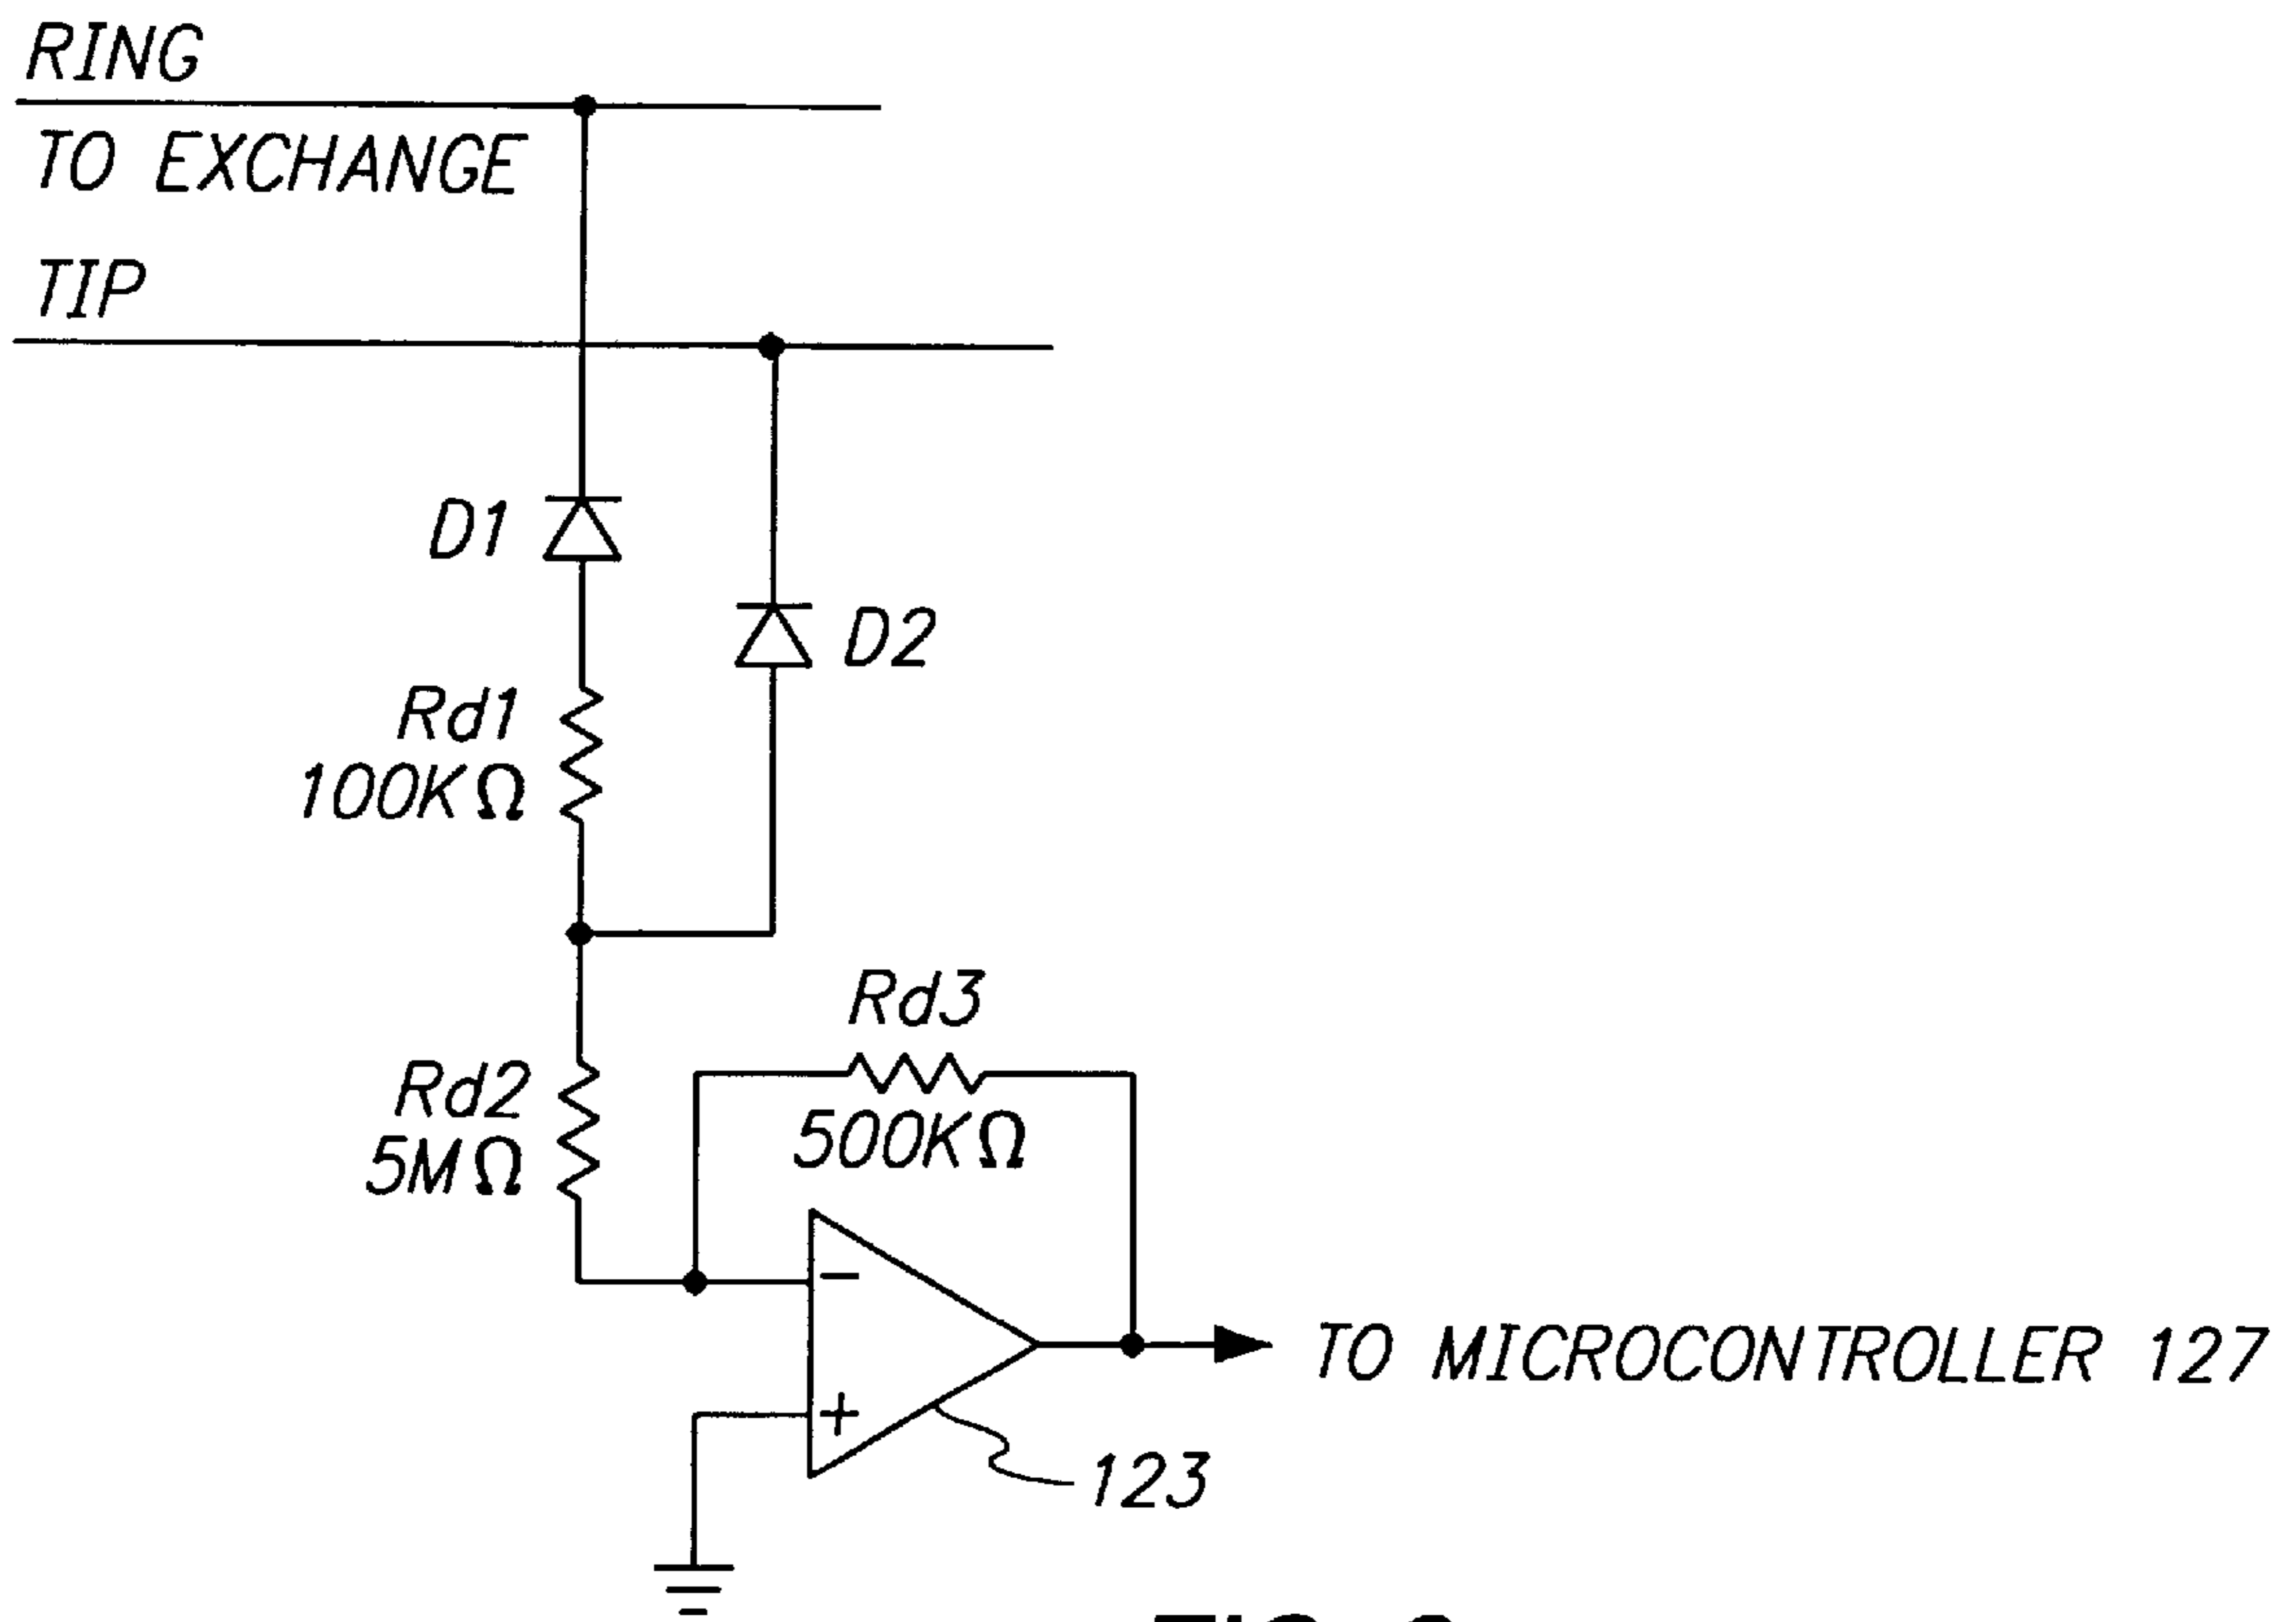 RING
TO EXCHANGE
TIP
D1
D2
Rd1
100KΩ
Rd3
500KΩ
Rd2
5MΩ
−
+
TO MICROCONTROLLER 127
123